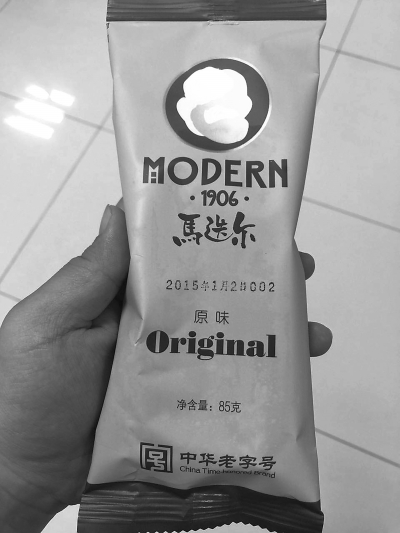 MODERN
·1906·
馬迭尔
2015年1月2日002
原味
Original
净含量：85克
中华老字号
China Time-honored Brand